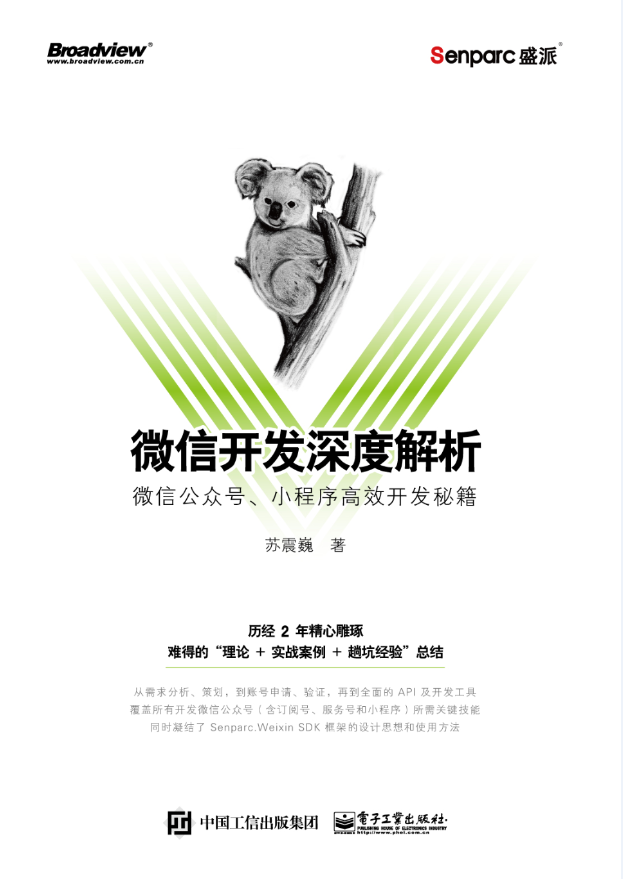 Broadview®
www.broadview.com.cn
Senparc 盛派®
微信开发深度解析
微信公众号、小程序高效开发秘籍
苏震巍 著
历经 2 年精心雕琢
难得的“理论 + 实战案例 + 趟坑经验”总结
从需求分析、策划，到账号申请、验证，再到全面的 API 及开发工具
覆盖所有开发微信公众号（含订阅号、服务号和小程序）所需关键技能
同时凝结了 Senparc.Weixin SDK 框架的设计思想和使用方法
中国工信出版集团
電子工業出版社·
PUBLISHING HOUSE OF ELECTRONICS INDUSTRY
http://www.phei.com.cn